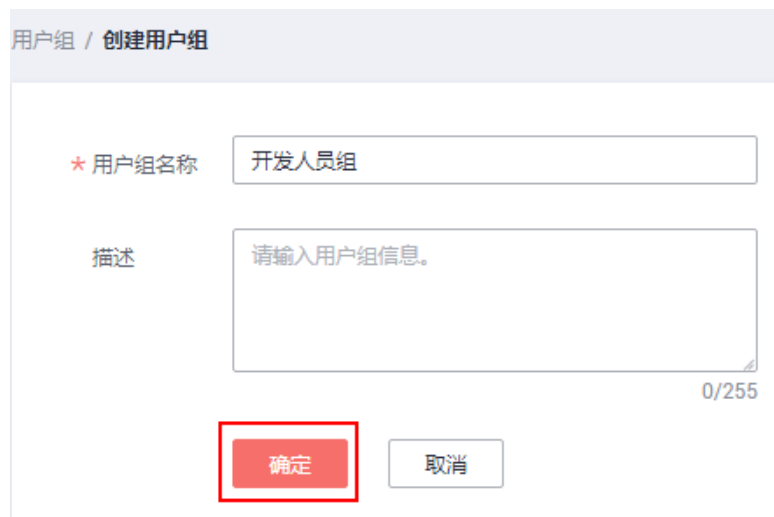 用户组 / 创建用户组
* 用户组名称 开发人员组
描述 请输入用户组信息。
0/255
确定 取消